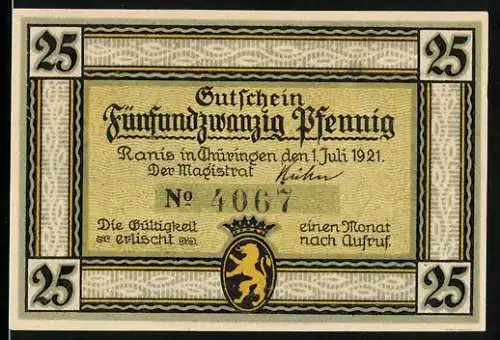 25 25
Gutschein
Fünfundzwanzig Pfennig
Ranis in Thüringen den 1. Juli 1921.
Der Magistrat Kühn
No 4067
Die Gültigkeit einen Monat
erlischt nach Aufruf.
25 25